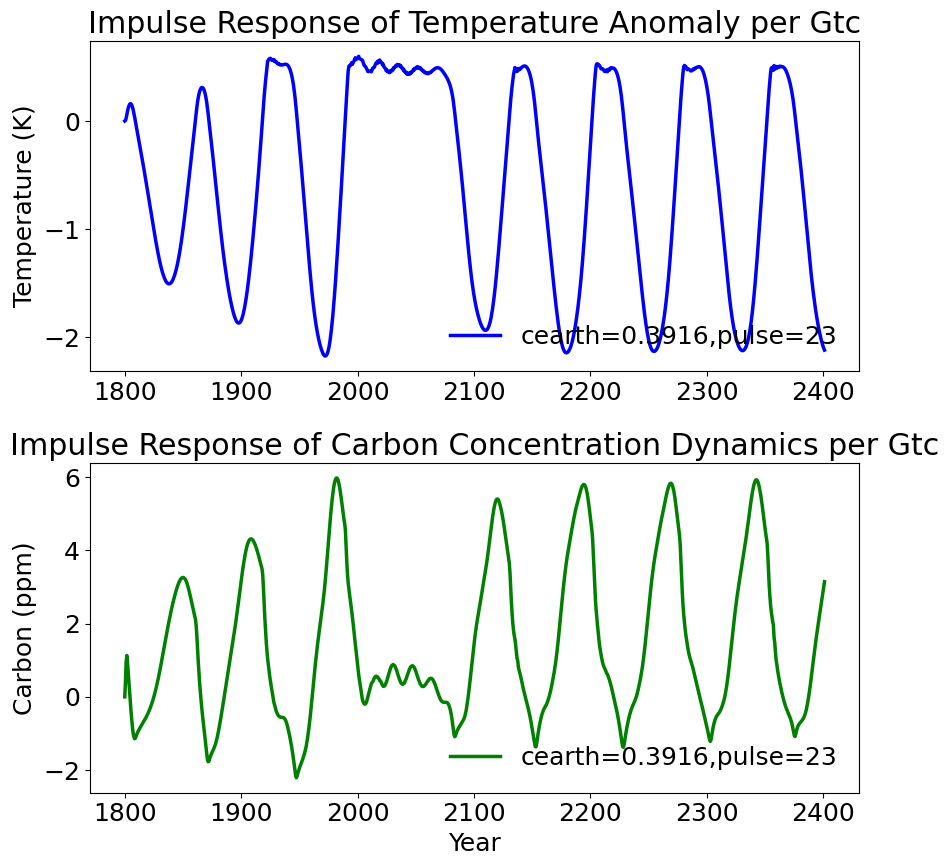 Impulse Response of Temperature Anomaly per Gtc
Temperature (K)
0
−1
−2
cearth=0.3916,pulse=23
1800 1900 2000 2100 2200 2300 2400
Impulse Response of Carbon Concentration Dynamics per Gtc
Carbon (ppm)
6
4
2
0
−2
cearth=0.3916,pulse=23
1800 1900 2000 2100 2200 2300 2400
Year